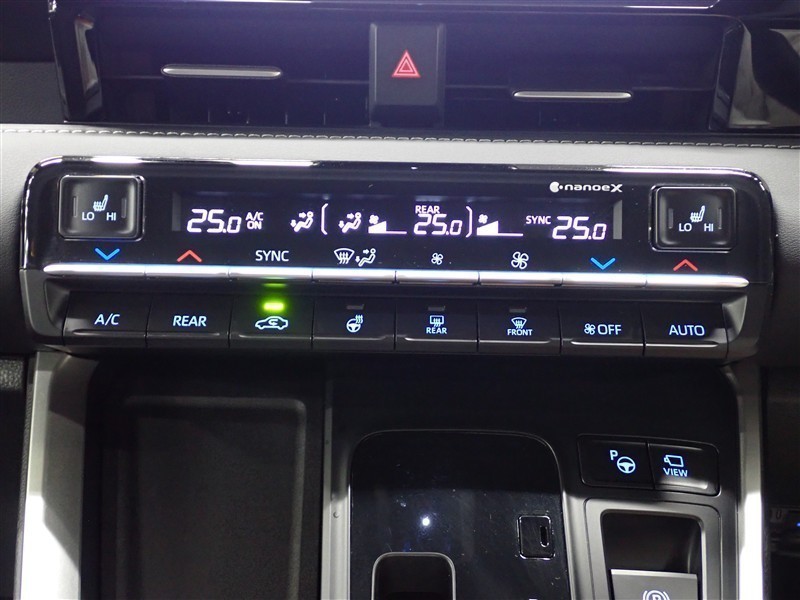 nanoeX
LO HI
25.0 A/C ON REAR 25.0 SYNC 25.0
LO HI
SYNC
A/C REAR REAR FRONT OFF AUTO
P VIEW
P